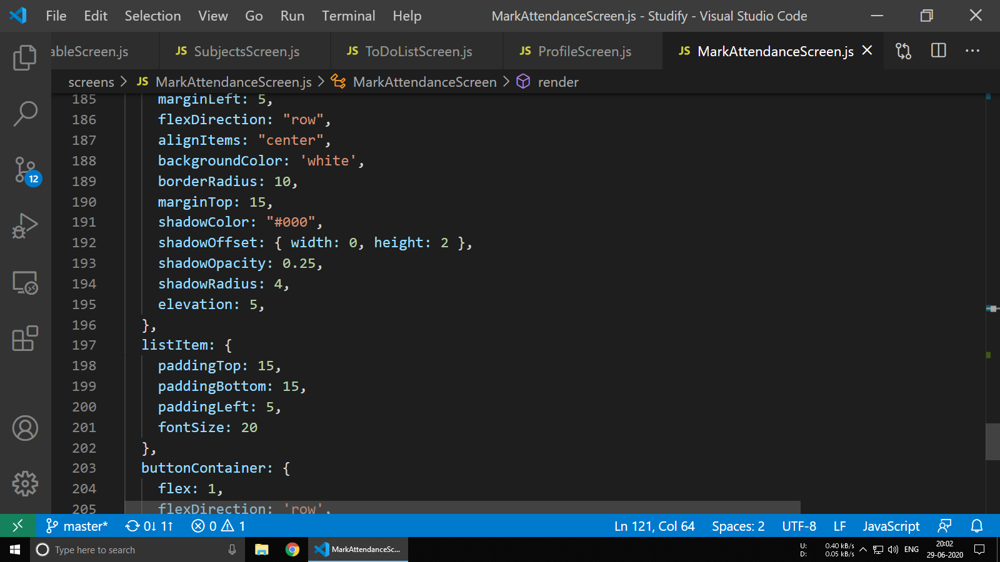 File Edit Selection View Go Run Terminal Help MarkAttendanceScreen.js - Studify - Visual Studio Code
ableScreen.js JS SubjectsScreen.js JS ToDoListScreen.js JS ProfileScreen.js JS MarkAttendanceScreen.js
screens > JS MarkAttendanceScreen.js > MarkAttendanceScreen > render
185 marginLeft: 5,
186 flexDirection: "row",
187 alignItems: "center",
188 backgroundColor: 'white',
189 borderRadius: 10,
190 marginTop: 15,
191 shadowColor: "#000",
192 shadowOffset: { width: 0, height: 2 },
193 shadowOpacity: 0.25,
194 shadowRadius: 4,
195 elevation: 5,
196 },
197 listItem: {
198 paddingTop: 15,
199 paddingBottom: 15,
200 paddingLeft: 5,
201 fontSize: 20
202 },
203 buttonContainer: {
204 flex: 1,
205 flexDirection: 'row',
12
master* 0↓ 1↑ 0 1 Ln 121, Col 64 Spaces: 2 UTF-8 LF JavaScript
Type here to search MarkAttendanceSc... U: 0.40 kB/s D: 0.05 kB/s ENG 20:02 29-06-2020